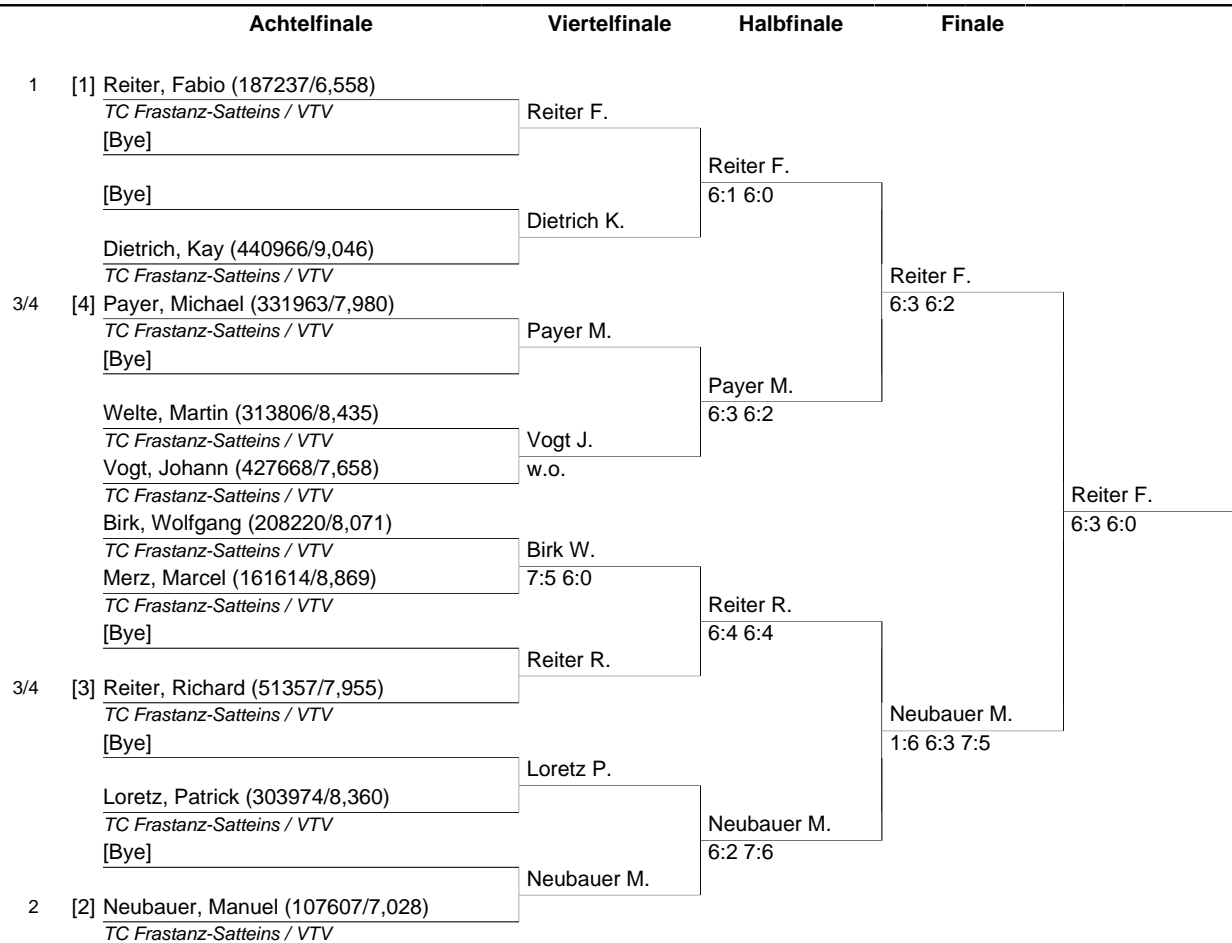 Achtelfinale Viertelfinale Halbfinale Finale
1 [1] Reiter, Fabio (187237/6,558)
TC Frastanz-Satteins / VTV Reiter F.
[Bye]
Reiter F.
[Bye] 6:1 6:0
Dietrich K.
Dietrich, Kay (440966/9,046)
TC Frastanz-Satteins / VTV Reiter F.
3/4 [4] Payer, Michael (331963/7,980) 6:3 6:2
TC Frastanz-Satteins / VTV Payer M.
[Bye]
Payer M.
Welte, Martin (313806/8,435) 6:3 6:2
TC Frastanz-Satteins / VTV Vogt J.
Vogt, Johann (427668/7,658) w.o.
TC Frastanz-Satteins / VTV Reiter F.
Birk, Wolfgang (208220/8,071) 6:3 6:0
TC Frastanz-Satteins / VTV Birk W.
Merz, Marcel (161614/8,869) 7:5 6:0
TC Frastanz-Satteins / VTV Reiter R.
[Bye] 6:4 6:4
Reiter R.
3/4 [3] Reiter, Richard (51357/7,955)
TC Frastanz-Satteins / VTV Neubauer M.
[Bye] 1:6 6:3 7:5
Loretz P.
Loretz, Patrick (303974/8,360)
TC Frastanz-Satteins / VTV Neubauer M.
[Bye] 6:2 7:6
Neubauer M.
2 [2] Neubauer, Manuel (107607/7,028)
TC Frastanz-Satteins / VTV